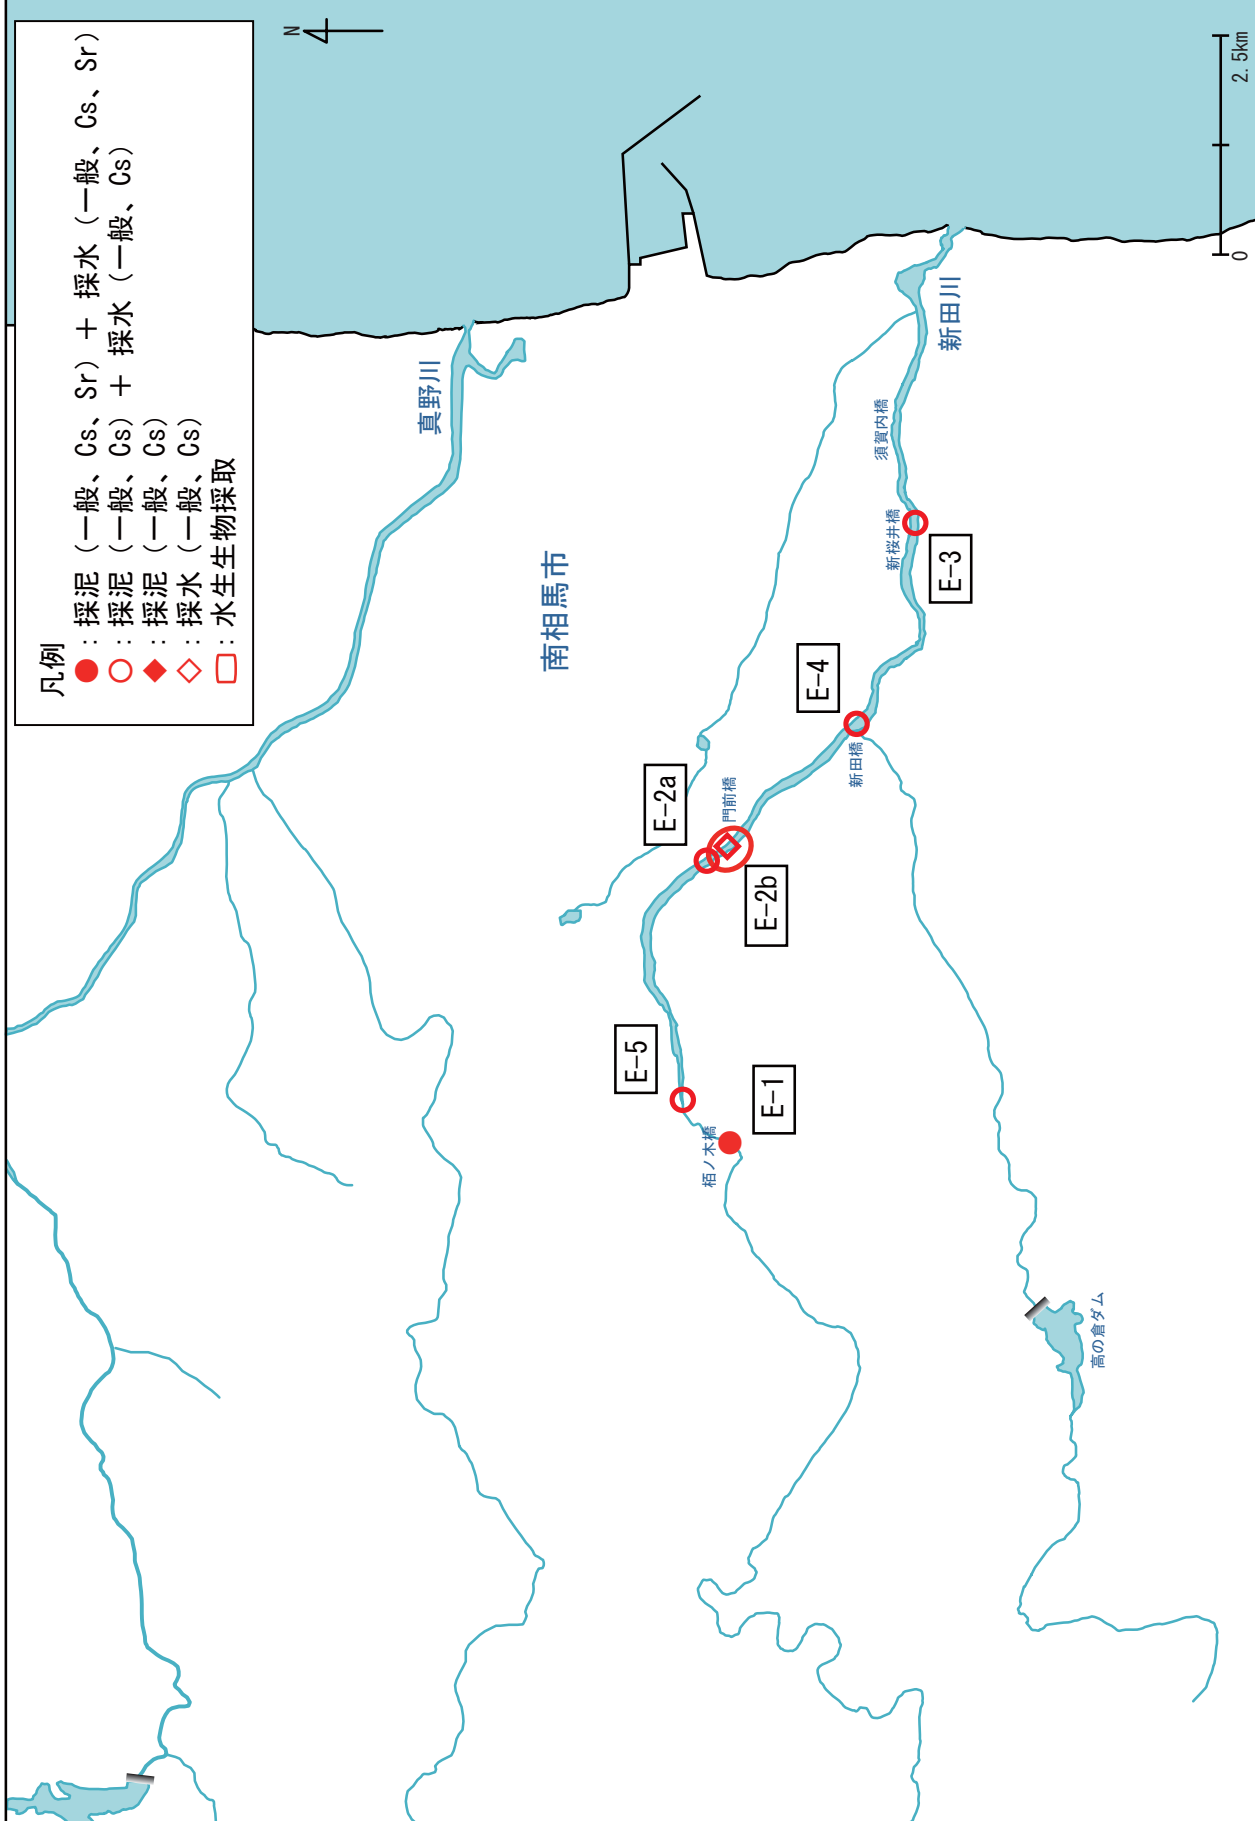 凡例
●：採泥（一般、Cs、Sr）＋採水（一般、Cs、Sr）
○：採泥（一般、Cs）＋採水（一般、Cs）
◆：採泥（一般、Cs）
◇：採水（一般、Cs）
：水生生物採取
N
真野川
南相馬市
新田川
須賀内橋
新桜井橋
E-3
E-4
新田橋
E-2a
門前橋
E-2b
E-5
E-1
栢ノ木橋
高の倉ダム
0
2.5km